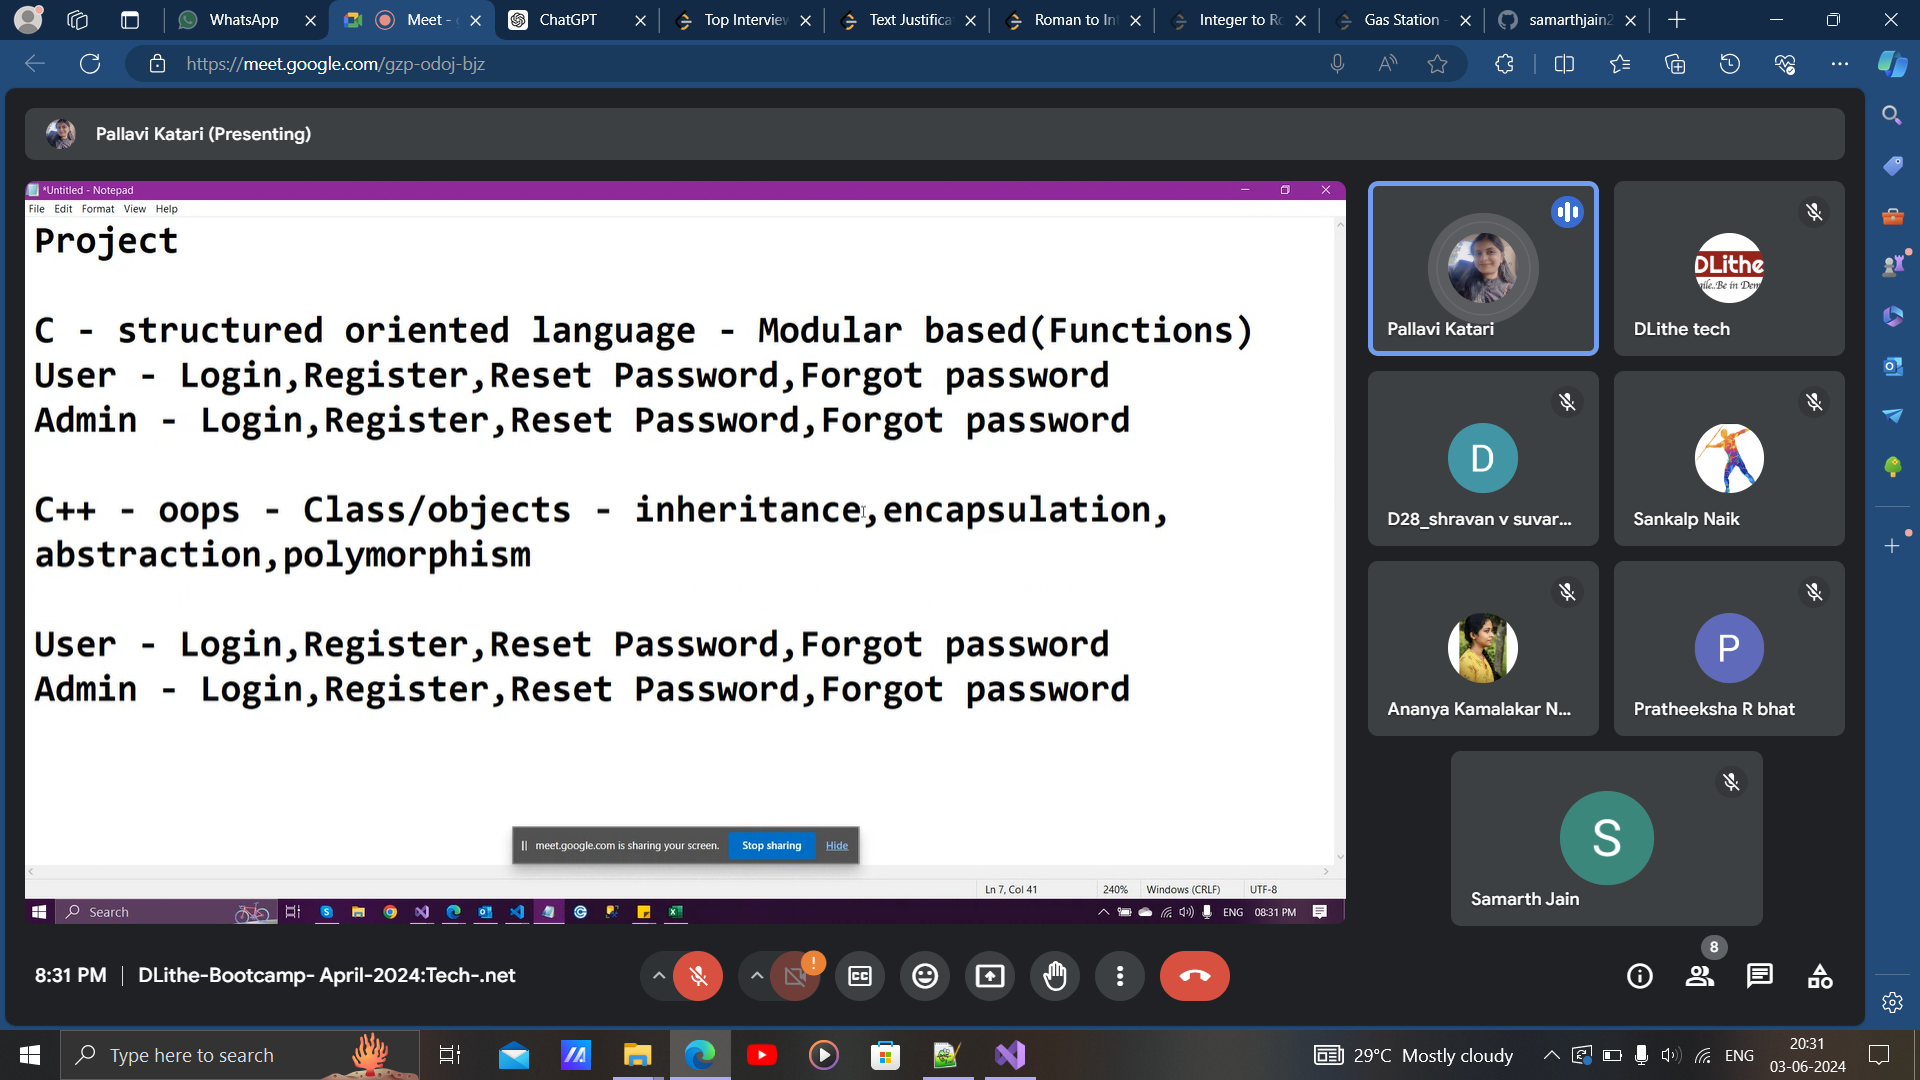 WhatsApp
Meet -
ChatGPT
Top Interview
Text Justifica
Roman to Int
Integer to Ro
Gas Station -
samarthjain2
https://meet.google.com/gzp-odoj-bjz
Pallavi Katari (Presenting)
*Untitled - Notepad
File Edit Format View Help
Project
C - structured oriented language - Modular based(Functions)
User - Login,Register,Reset Password,Forgot password
Admin - Login,Register,Reset Password,Forgot password
C++ - oops - Class/objects - inheritance,encapsulation,
abstraction,polymorphism
User - Login,Register,Reset Password,Forgot password
Admin - Login,Register,Reset Password,Forgot password
meet.google.com is sharing your screen. Stop sharing Hide
Ln 7, Col 41 240% Windows (CRLF) UTF-8
Search
ENG 08:31 PM
Pallavi Katari
DLithe
DLithe tech
D
D28_shravan v suvar...
Sankalp Naik
Ananya Kamalakar N...
P
Pratheeksha R bhat
S
Samarth Jain
8:31 PM | DLithe-Bootcamp- April-2024:Tech-.net
CC
8
Type here to search
29°C Mostly cloudy
ENG
20:31
03-06-2024